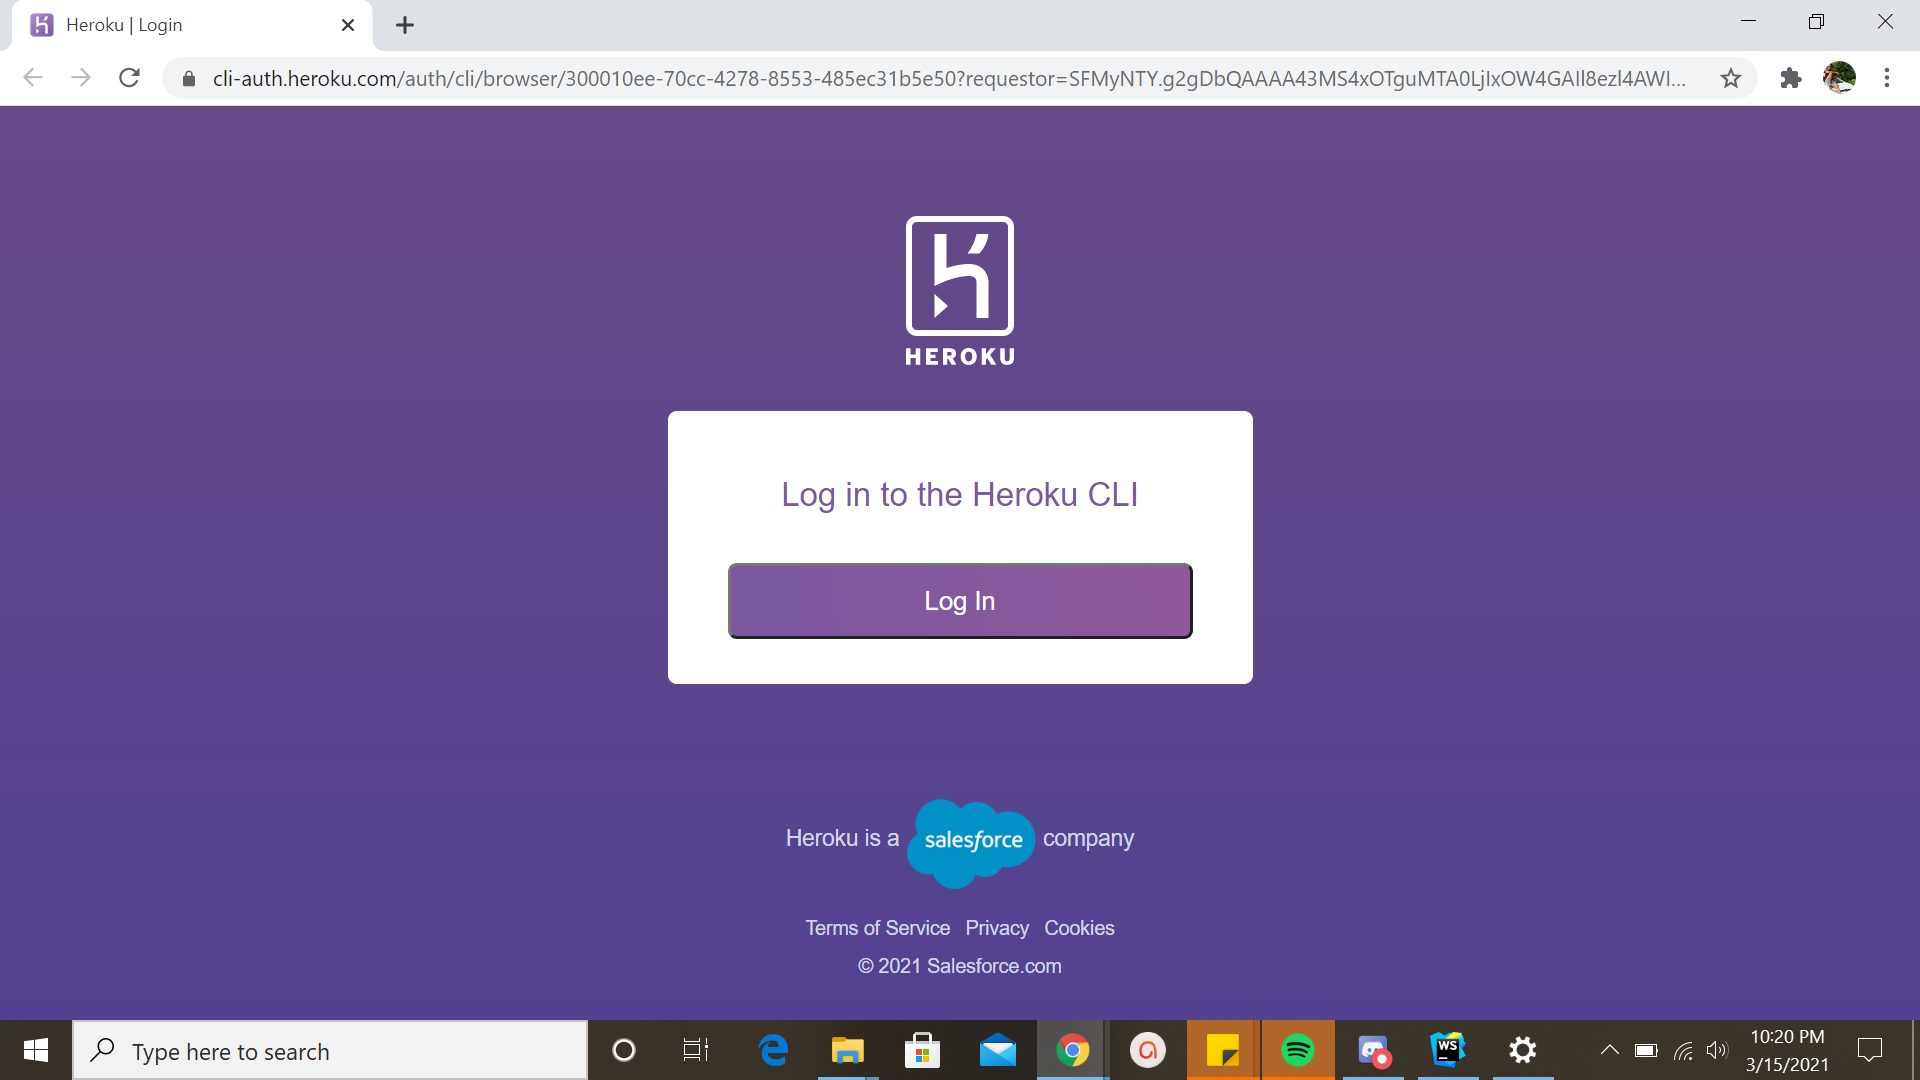 Heroku | Login
cli-auth.heroku.com/auth/cli/browser/300010ee-70cc-4278-8553-485ec31b5e50?requestor=SFMyNTY.g2gDbQAAAA43MS4xOTguMTA0LjIxOW4GAIl8ezl4AWI...
HEROKU
Log in to the Heroku CLI
Log In
Heroku is a salesforce company
Terms of Service Privacy Cookies
© 2021 Salesforce.com
Type here to search
WS
10:20 PM
3/15/2021